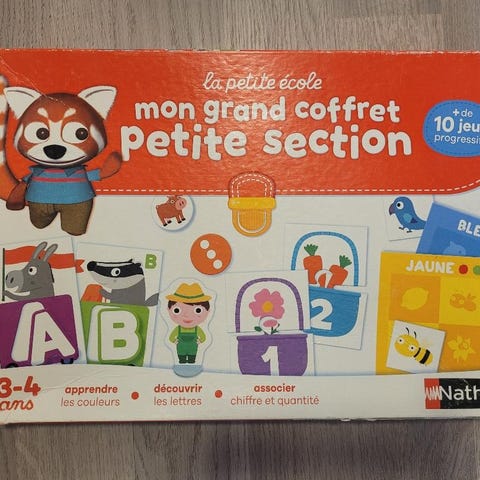 la petite école
mon grand coffret
petite section
+ de
10 jeu
progressi
BLE
JAUNE
B
A
B
1
2
3-4
ans
apprendre
les couleurs
découvrir
les lettres
associer
chiffre et quantité
Nath